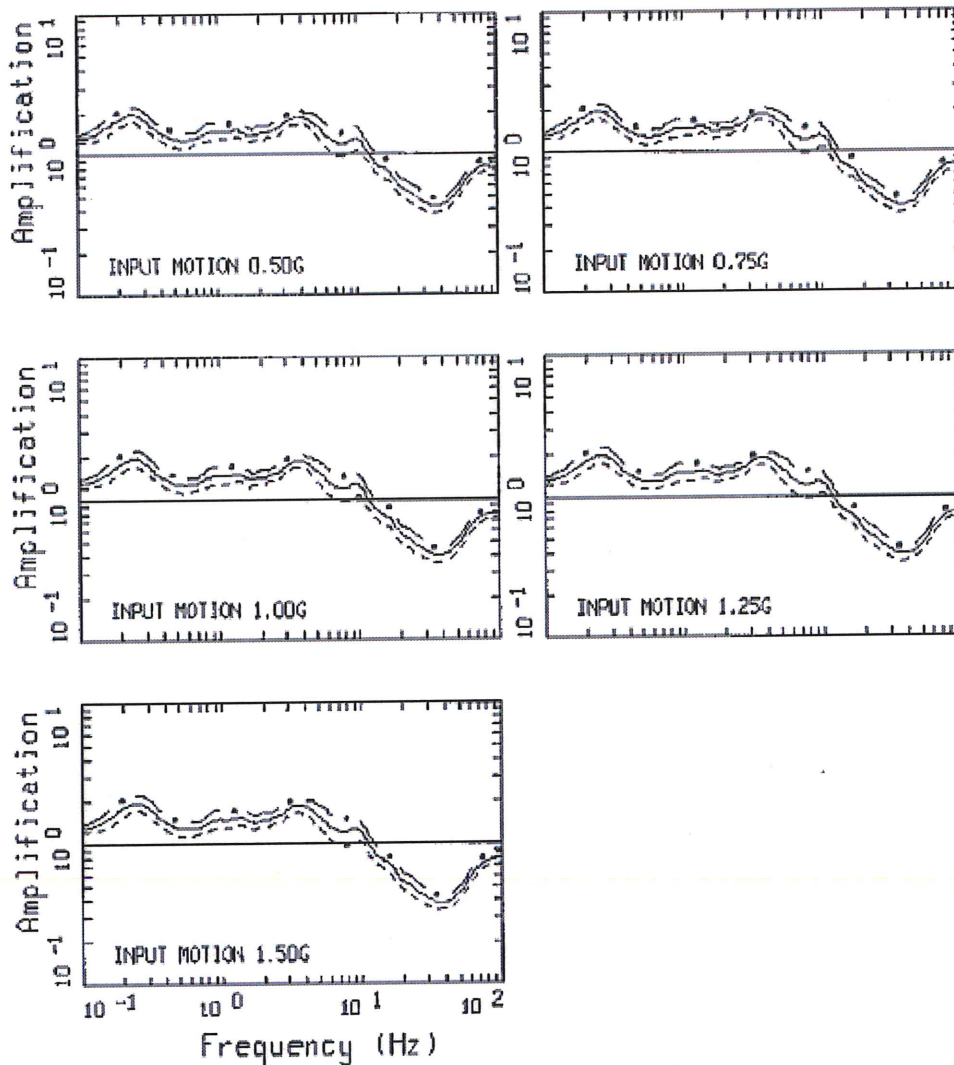 Amplification
10 1
10 0
10 -1
INPUT MOTION 0.50G
10 1
10 0
10 -1
INPUT MOTION 0.75G
Amplification
10 1
10 0
10 -1
INPUT MOTION 1.00G
10 1
10 0
10 -1
INPUT MOTION 1.25G
Amplification
10 1
10 0
10 -1
INPUT MOTION 1.50G
10 -1 10 0 10 1 10 2
Frequency (Hz)